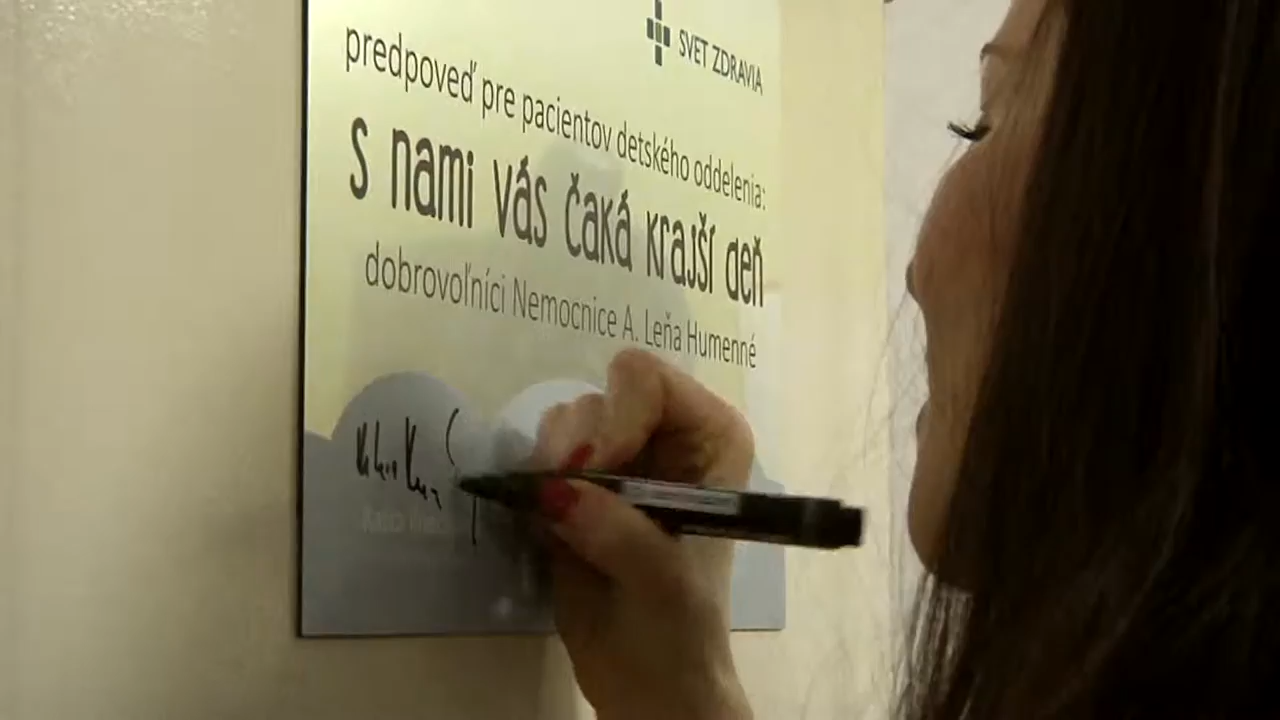 SVET ZDRAVIA
predpoveď pre pacientov detského oddelenia:
s nami vás čaká krajší deň
dobrovoľníci Nemocnice A. Leňa Humenné